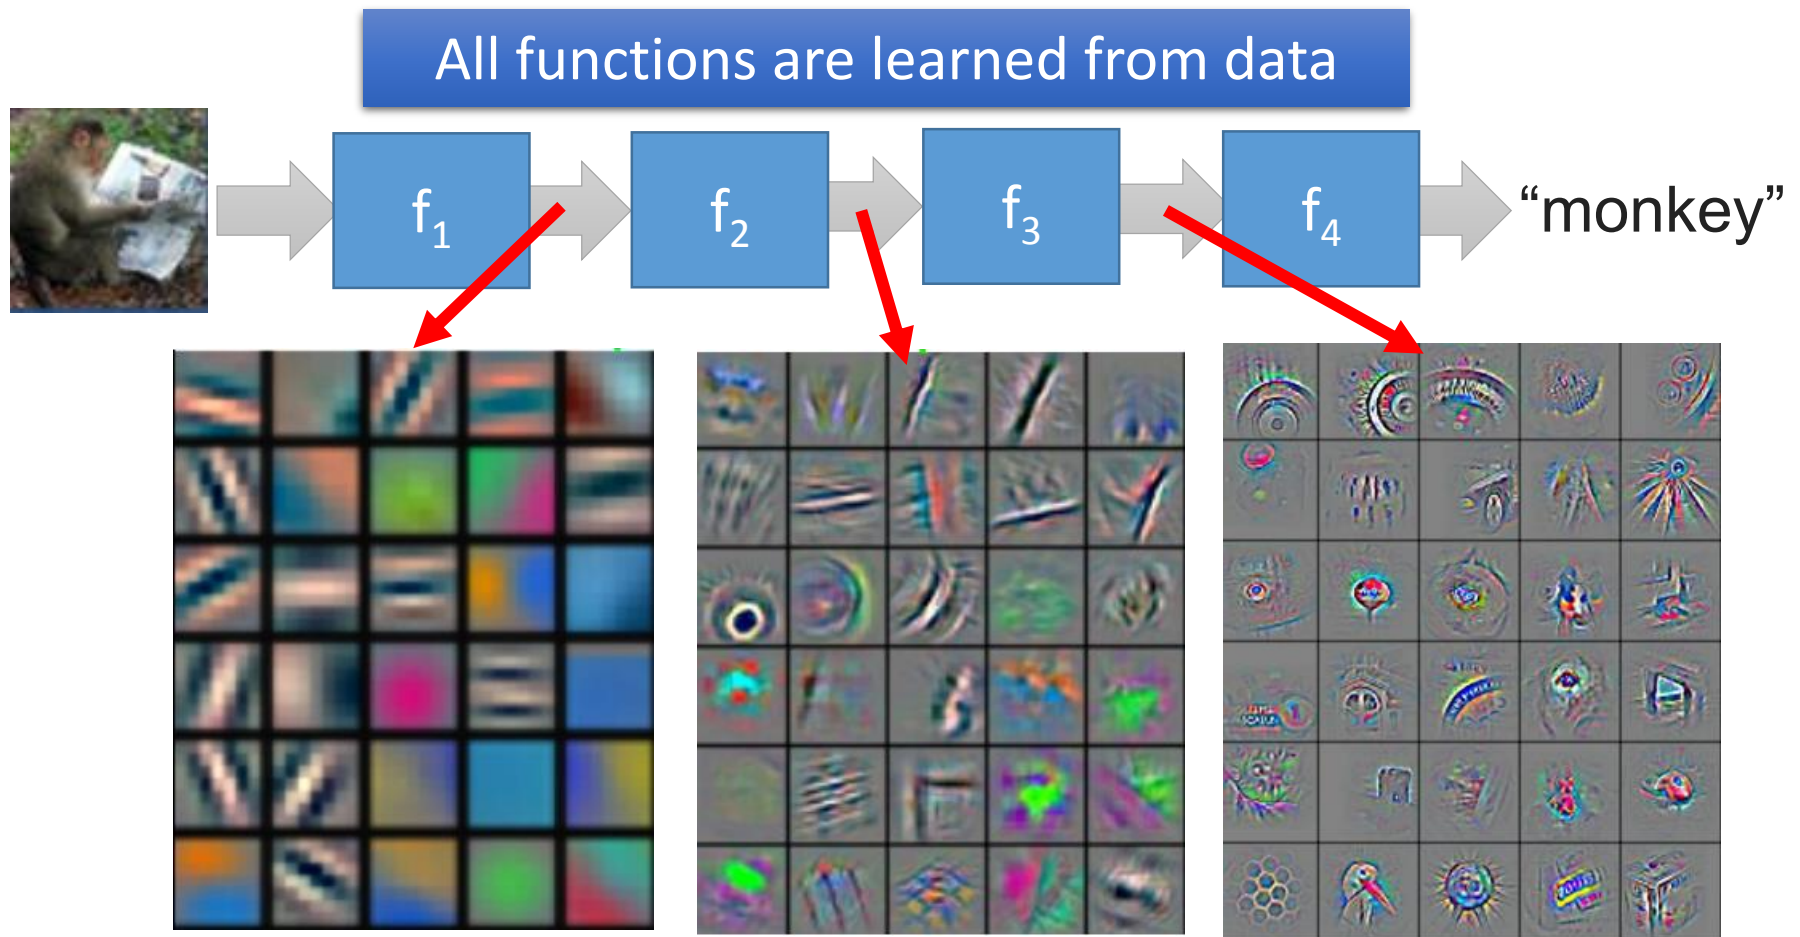 All functions are learned from data
f1
f2
f3
f4
“monkey”